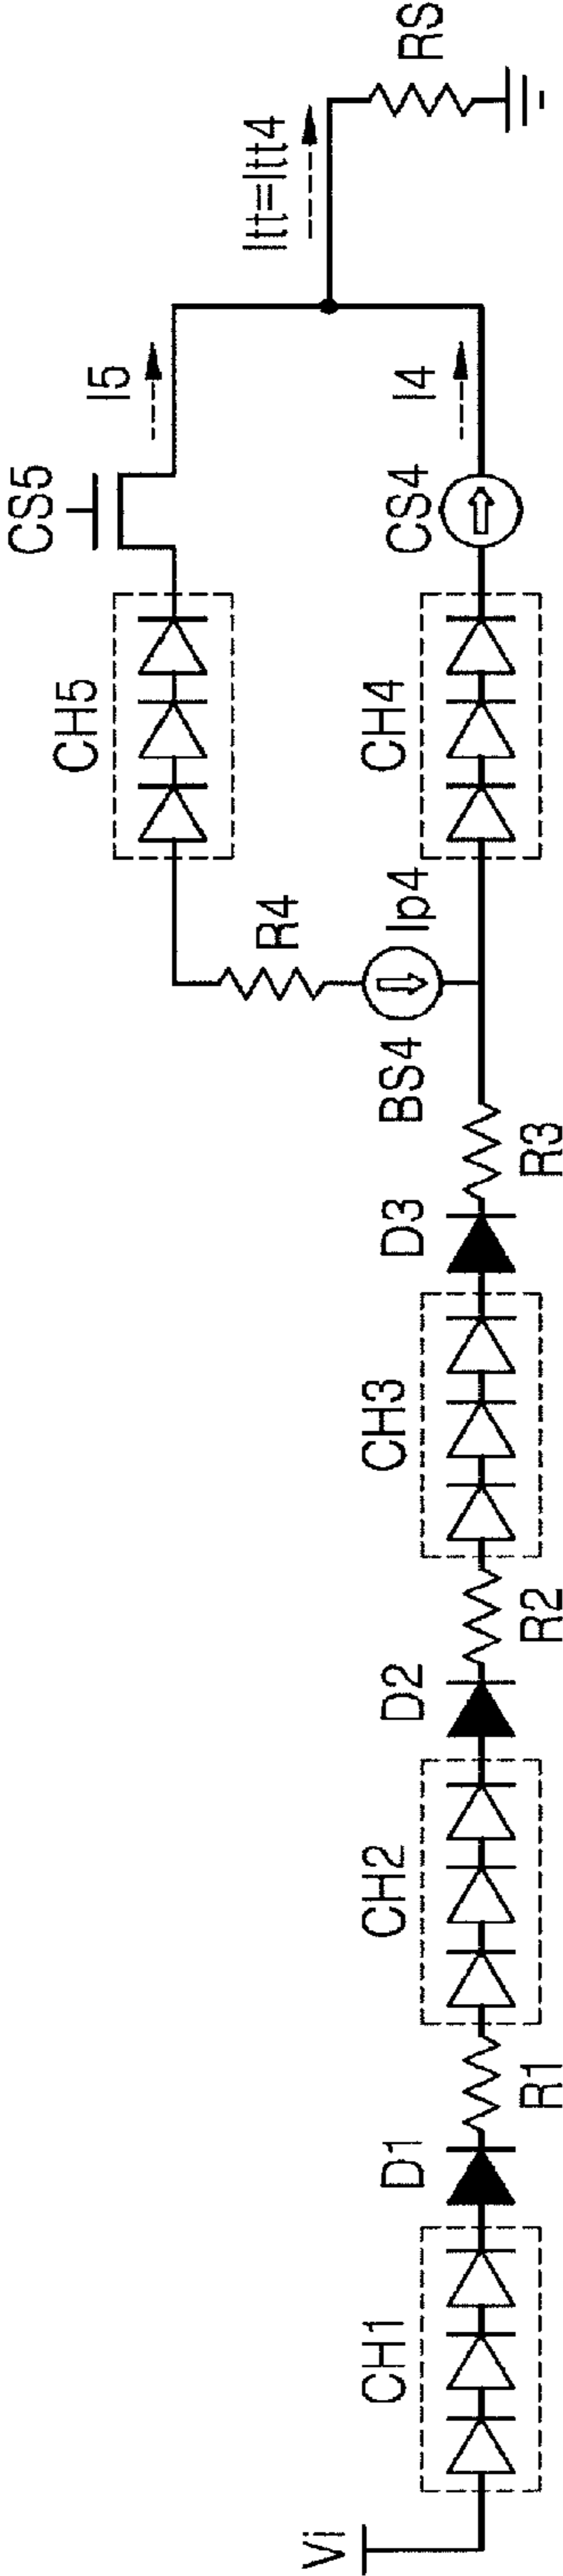 Vi
CH1
D1
R1
CH2
D2
R2
CH3
D3
R3
BS4
Ip4
R4
CH5
CS5
I5
CH4
CS4
I4
Itt=Itt4
RS